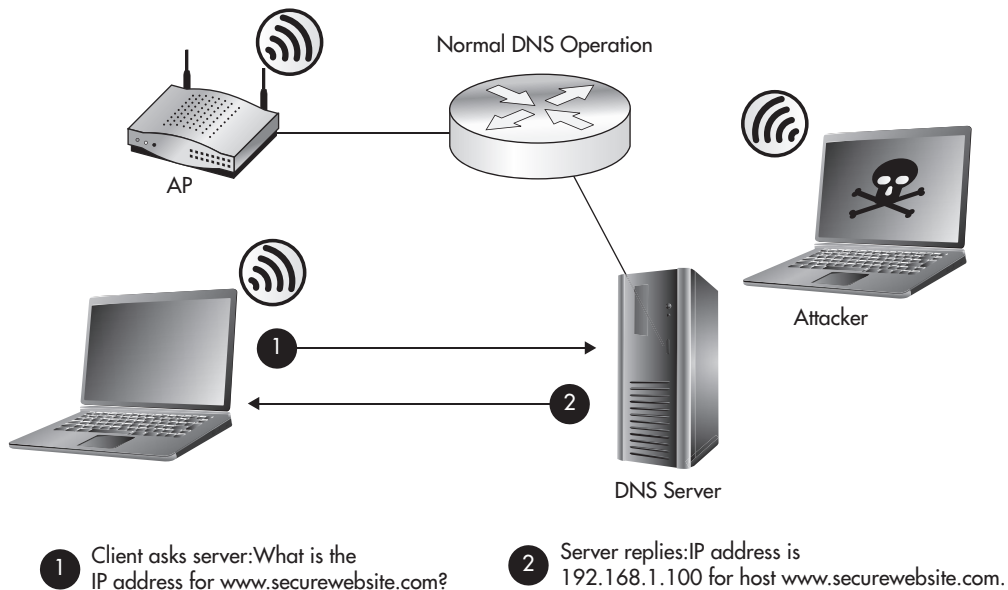 Normal DNS Operation
AP
Attacker
1
2
DNS Server
1 Client asks server:What is the
IP address for www.securewebsite.com?
2 Server replies:IP address is
192.168.1.100 for host www.securewebsite.com.